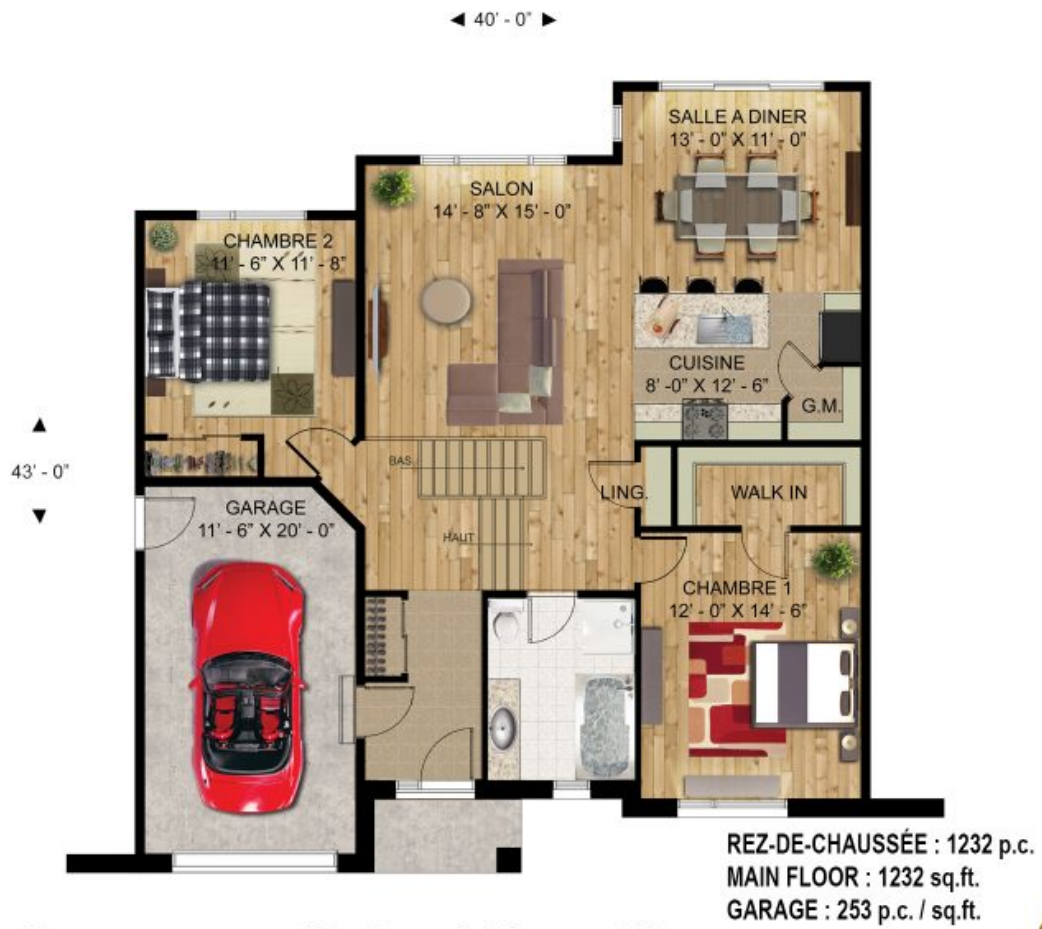 40' - 0"
SALLE A DINER
13' - 0" X 11' - 0"
SALON
14' - 8" X 15' - 0"
CHAMBRE 2
11' - 6" X 11' - 8"
CUISINE
8' -0" X 12' - 6"
G.M.
43' - 0"
BAS
LING.
WALK IN
GARAGE
11' - 6" X 20' - 0"
HAUT
CHAMBRE 1
12' - 0" X 14' - 6"
REZ-DE-CHAUSSÉE : 1232 p.c.
MAIN FLOOR : 1232 sq.ft.
GARAGE : 253 p.c. / sq.ft.